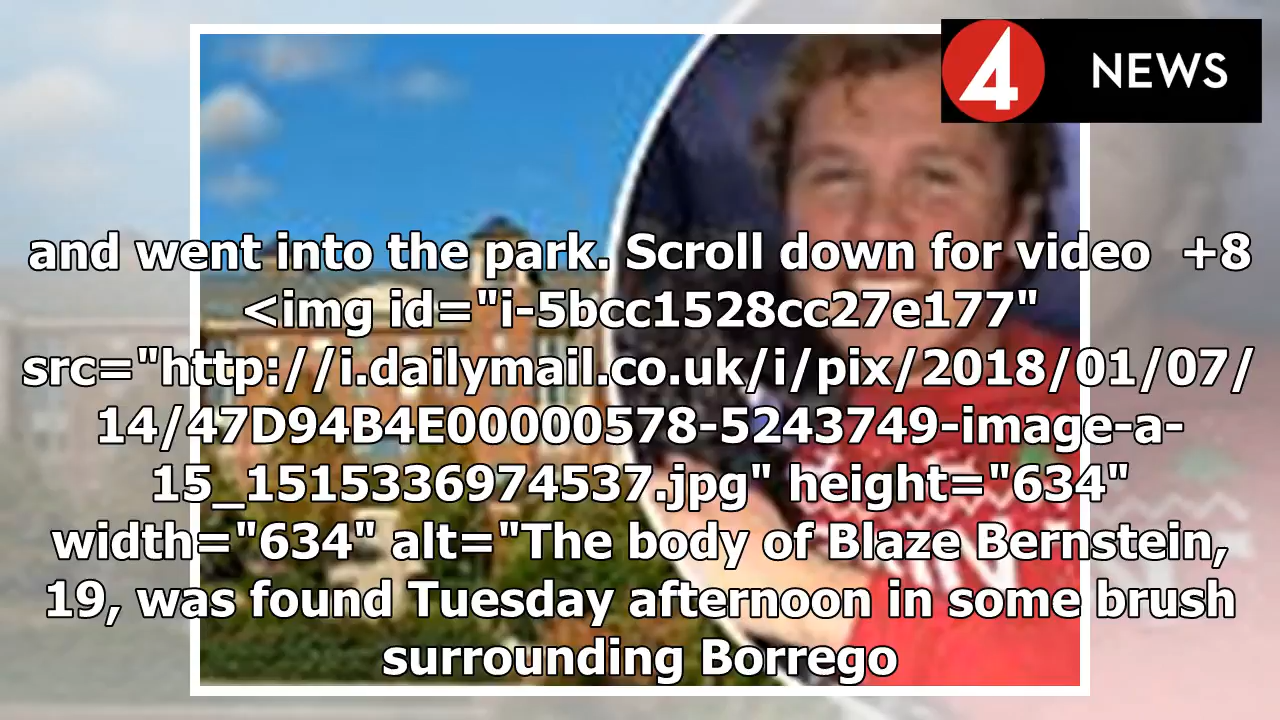 4 NEWS
and went into the park. Scroll down for video +8
<img id="i-5bcc1528cc27e177"
src="http://i.dailymail.co.uk/i/pix/2018/01/07/
14/47D94B4E00000578-5243749-image-a-
15_1515336974537.jpg" height="634"
width="634" alt="The body of Blaze Bernstein,
19, was found Tuesday afternoon in some brush
surrounding Borrego